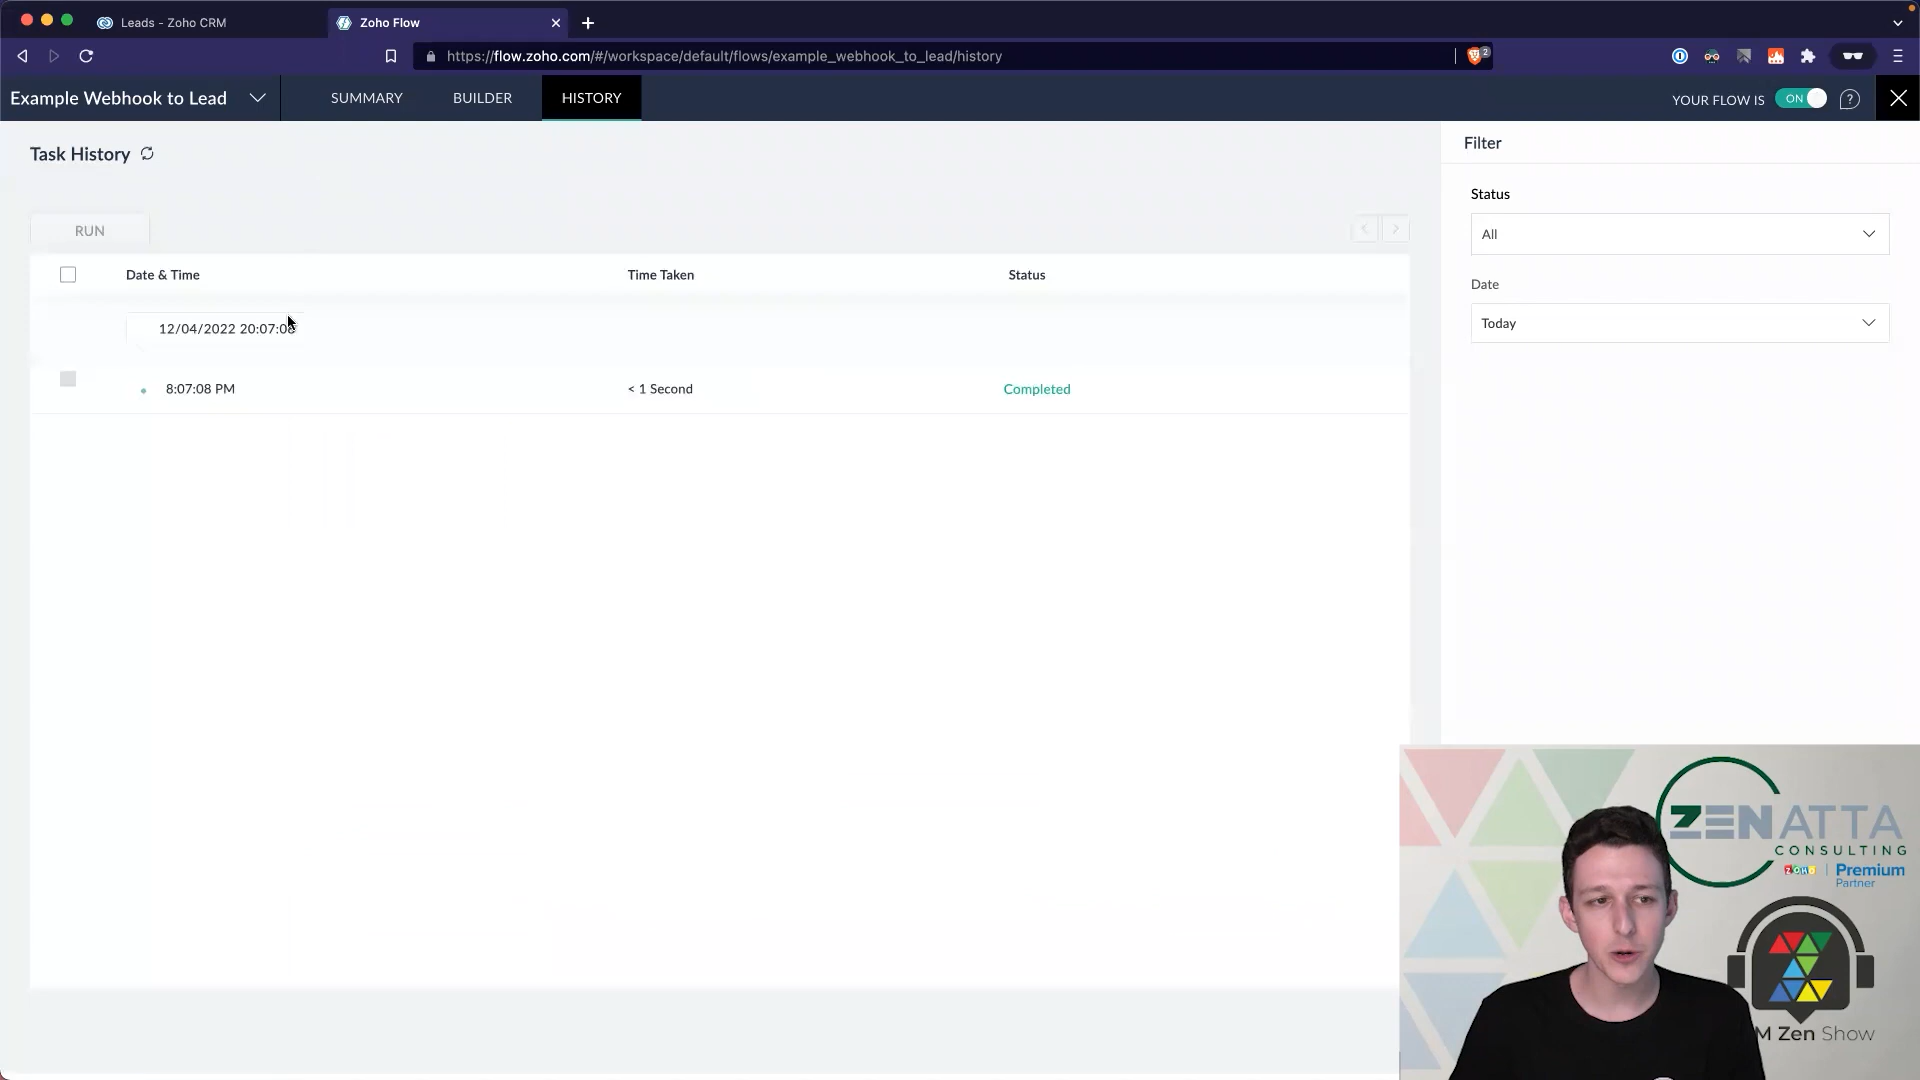 Leads - Zoho CRM
Zoho Flow
https://flow.zoho.com/#/workspace/default/flows/example_webhook_to_lead/history
2
Example Webhook to Lead
SUMMARY
BUILDER
HISTORY
YOUR FLOW IS
ON
?
Task History
RUN
Date & Time
Time Taken
Status
12/04/2022 20:07:08
8:07:08 PM
< 1 Second
Completed
Filter
Status
All
Date
Today
ZENATTA
CONSULTING
ZOHO | Premium
Partner
M Zen Show